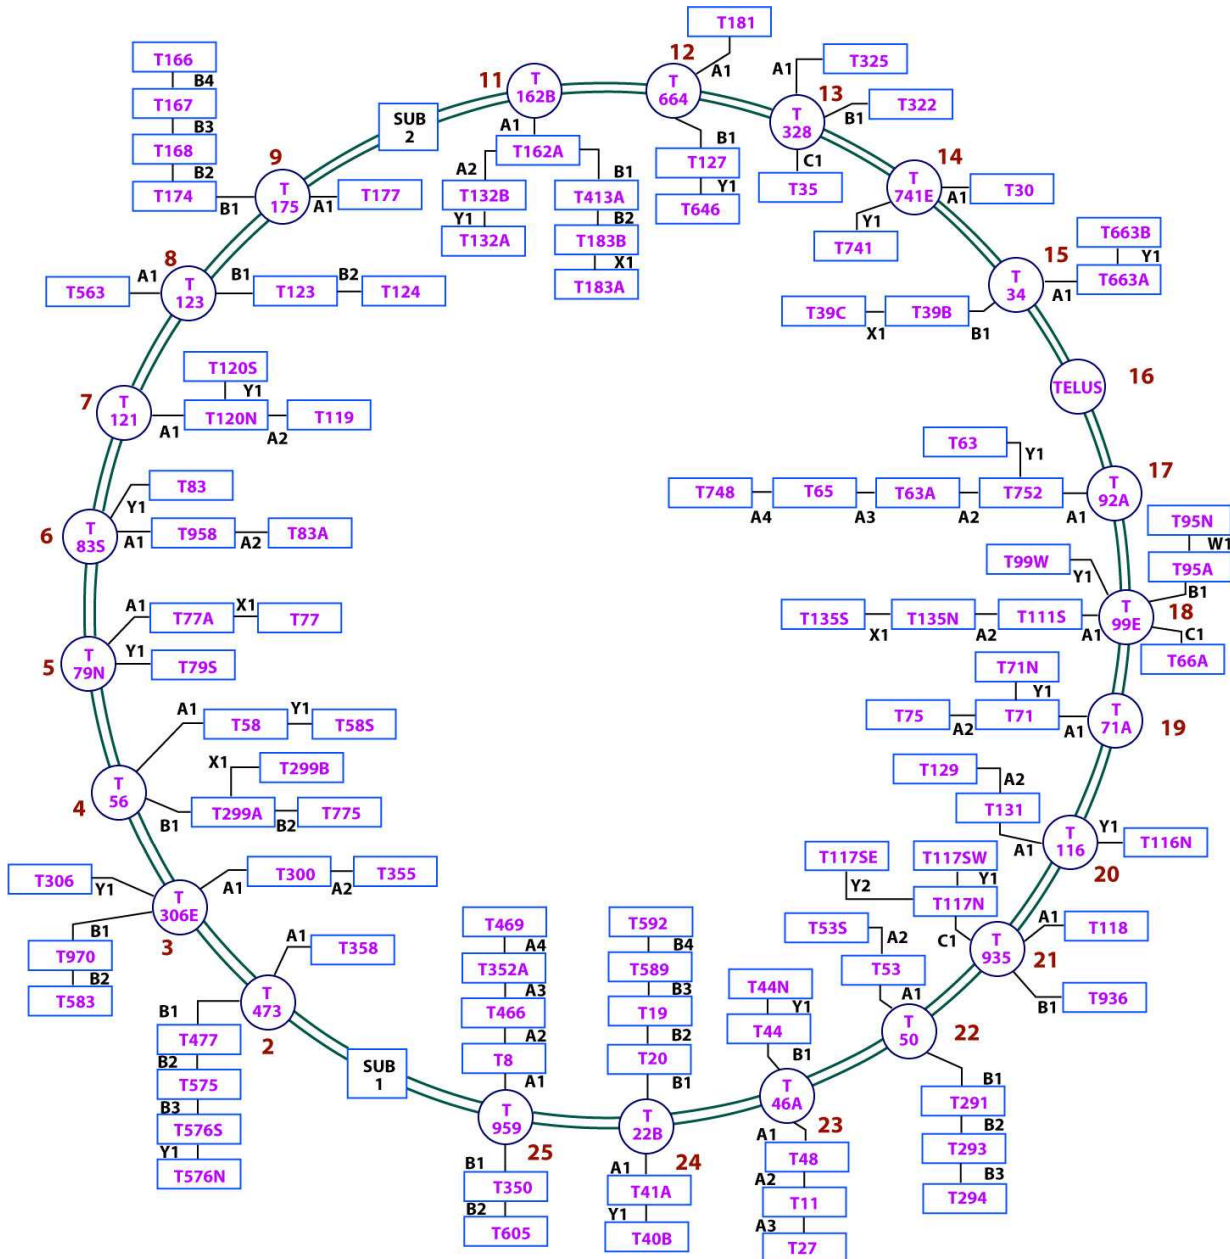 T181
12
T166
A1
T325
B4
11
T
664
A1
T
162B
13
T322
T167
B1
B3
SUB
2
T
328
T168
A1
B1
9
T162A
T127
C1
14
B2
A2
B1
Y1
T35
T
741E
T30
T174
T
175
T177
T132B
T413A
T646
A1
B1
A1
Y1
B2
Y1
T663B
T132A
T183B
T741
15
Y1
8
X1
T663A
A1
B1
B2
T183A
T
34
A1
T563
T
123
T123
T124
T39C
T39B
X1
B1
T120S
16
7
Y1
TELUS
T
121
T120N
T119
A1
A2
T63
Y1
17
T83
T748
T65
T63A
T752
T
92A
Y1
A4
A3
A2
A1
T95N
6
T
83S
T958
T83A
W1
A1
A2
T99W
T95A
Y1
B1
A1
X1
T77A
T77
T135S
T135N
T111S
T
99E
18
X1
A2
A1
C1
5
T
79N
Y1
T79S
T71N
T66A
Y1
A1
Y1
T75
T71
T
71A
19
T58
T58S
A2
A1
X1
T299B
T129
4
T
56
A2
T299A
T775
T131
Y1
B1
B2
A1
T
116
T116N
T306
T300
T355
T117SE
T117SW
20
Y1
A1
A2
Y2
Y1
T
306E
T469
T592
T117N
B1
3
A1
A4
B4
T53S
A2
C1
A1
T118
T970
T358
T352A
T589
T53
T
935
21
B2
A3
B3
T44N
T936
T583
T
473
T466
T19
Y1
A1
B1
B1
A2
B2
T44
T
50
22
T477
2
SUB
1
T8
T20
B1
B2
A1
B1
B1
T575
T
46A
T291
B3
T
959
T
22B
23
B2
T576S
25
A1
T293
Y1
B1
A1
24
T48
B3
T576N
T350
T41A
A2
T294
B2
Y1
T11
T605
T40B
A3
T27